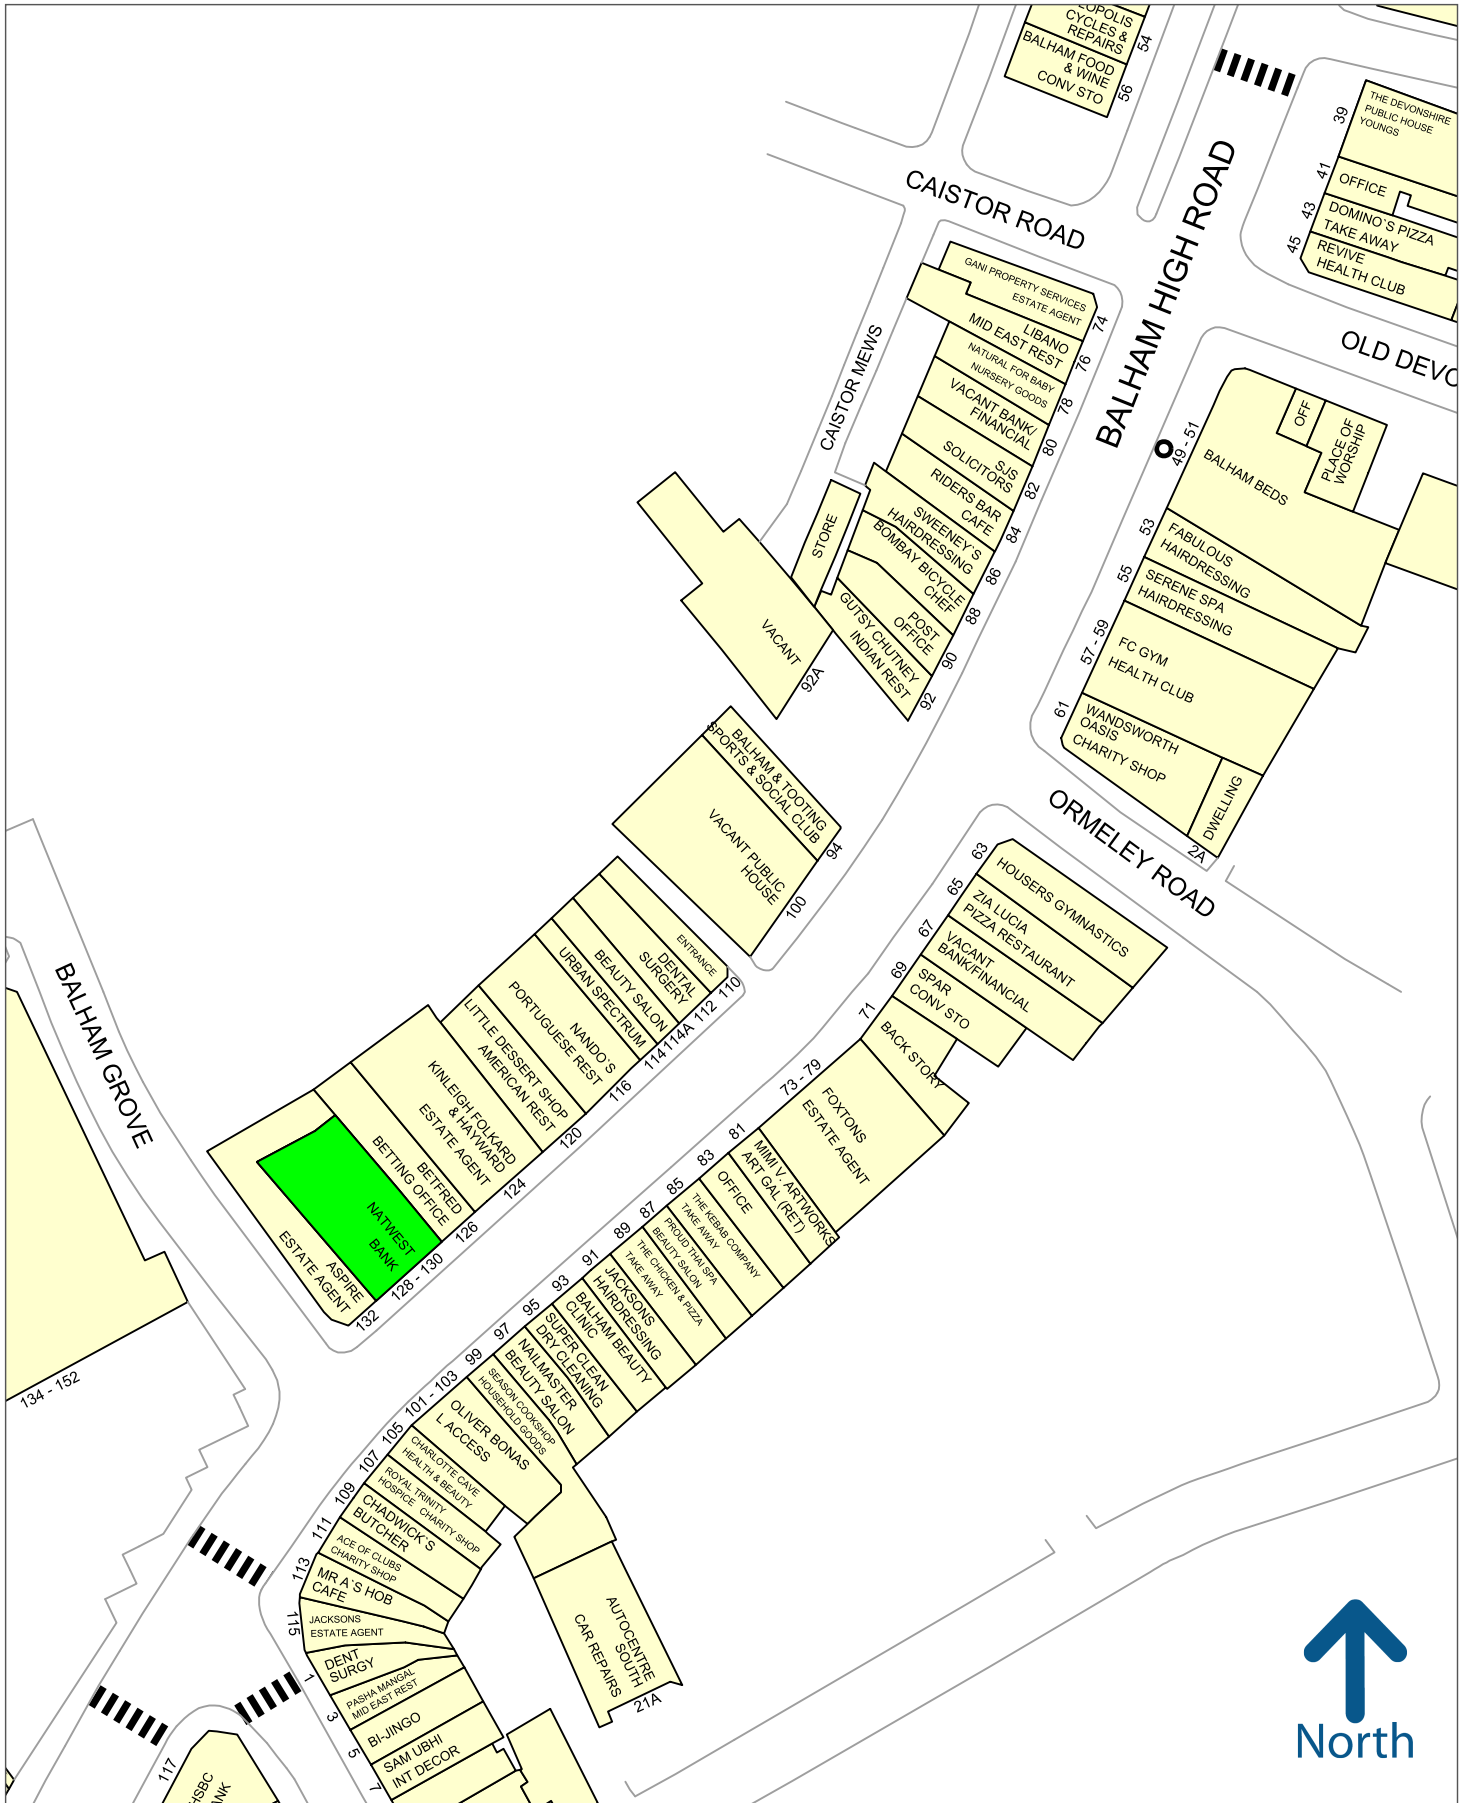 OPOLIS
CYCLES &
REPAIRS
54
BALHAM FOOD
& WINE
CONV STO
56
39
THE DEVONSHIRE
PUBLIC HOUSE
YOUNGS
41
OFFICE
43
DOMINO`S PIZZA
TAKE AWAY
45
REVIVE
HEALTH CLUB
CAISTOR ROAD
BALHAM HIGH ROAD
OLD DEVO
CAISTOR MEWS
GANI PROPERTY SERVICES
ESTATE AGENT
74
LIBANO
MID EAST REST
76
NATURAL FOR BABY
NURSERY GOODS
78
VACANT BANK/
FINANCIAL
80
SJS
SOLICITORS
82
RIDERS BAR
CAFE
84
SWEENEY`S
HAIRDRESSING
86
BOMBAY BICYCLE
CHEF
88
POST
OFFICE
90
GUTSY CHUTNEY
INDIAN REST
92
STORE
VACANT
92A
49 - 51
BALHAM BEDS
OFF
PLACE OF
WORSHIP
53
FABULOUS
HAIRDRESSING
55
SERENE SPA
HAIRDRESSING
57 - 59
FC GYM
HEALTH CLUB
61
WANDSWORTH
OASIS
CHARITY SHOP
DWELLING
2A
ORMELEY ROAD
BALHAM & TOOTING
SPORTS & SOCIAL CLUB
94
VACANT PUBLIC
HOUSE
100
ENTRANCE
110
DENTAL
SURGERY
112
BEAUTY SALON
114A
URBAN SPECTRUM
114
NANDO`S
PORTUGUESE REST
116
LITTLE DESSERT SHOP
AMERICAN REST
120
KINLEIGH FOLKARD
& HAYWARD
ESTATE AGENT
124
BETFRED
BETTING OFFICE
126
NATWEST
BANK
128 - 130
ASPIRE
ESTATE AGENT
132
BALHAM GROVE
134 - 152
63
HOUSERS GYMNASTICS
65
ZIA LUCIA
PIZZA RESTAURANT
67
VACANT
BANK/FINANCIAL
69
SPAR
CONV STO
71
BACK STORY
73 - 79
FOXTONS
ESTATE AGENT
81
MIMI V. ARTWORKS
ART GAL (RET)
83
OFFICE
85
THE KEBAB COMPANY
TAKE AWAY
87
PROUD THAI SPA
BEAUTY SALON
89
THE CHICKEN & PIZZA
TAKE AWAY
91
JACKSONS
HAIRDRESSING
93
BALHAM BEAUTY
CLINIC
95
SUPER CLEAN
DRY CLEANING
97
NAILMASTER
BEAUTY SALON
99
SEASON COOKSHOP
HOUSEHOLD GOODS
101 - 103
OLIVER BONAS
L ACCESS
105
CHARLOTTE CAVE
HEALTH & BEAUTY
107
ROYAL TRINITY
HOSPICE CHARITY SHOP
109
CHADWICK`S
BUTCHER
111
ACE OF CLUBS
CHARITY SHOP
113
MR A`S HOB
CAFE
115
JACKSONS
ESTATE AGENT
1
DENT
SURGY
PASHA MANGAL
MID EAST REST
3
BI-JINGO
5
SAM UBHI
INT DECOR
7
AUTOCENTRE
SOUTH
CAR REPAIRS
21A
117
HSBC
ANK
North